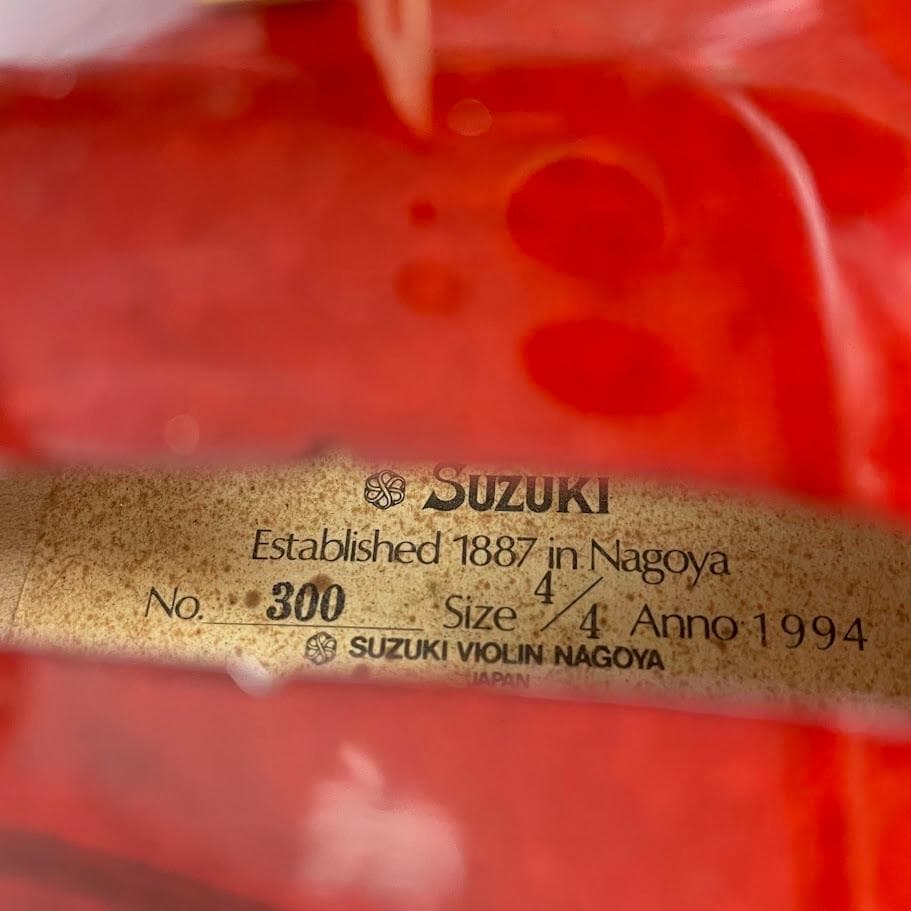 SUZUKI
Established 1887 in Nagoya
No. 300 Size 4/4 Anno 1994
SUZUKI VIOLIN NAGOYA
JAPAN